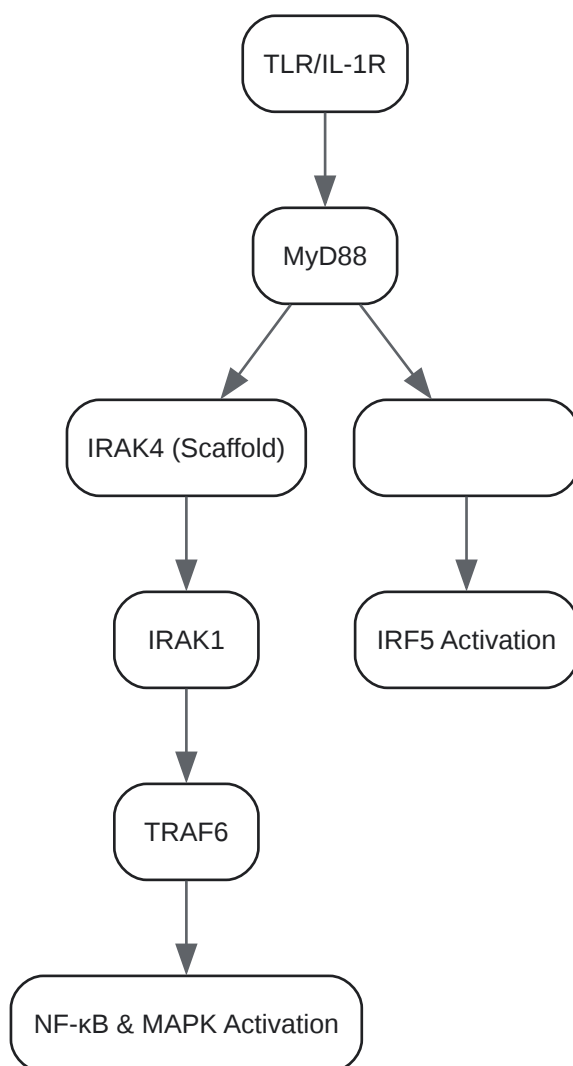 TLR/IL-1R
MyD88
IRAK4 (Scaffold)
IRAK1
IRF5 Activation
TRAF6
NF-κB & MAPK Activation